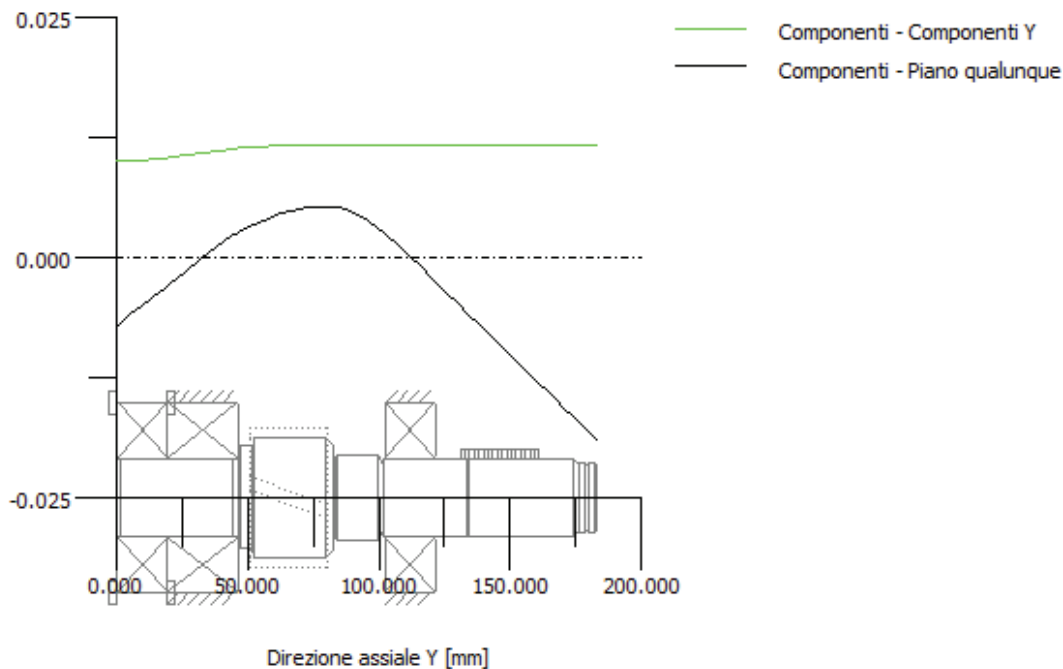 0.025
Componenti - Componenti Y
Componenti - Piano qualunque
0.000
-0.025
0.000 50.000 100.000 150.000 200.000
Direzione assiale Y [mm]